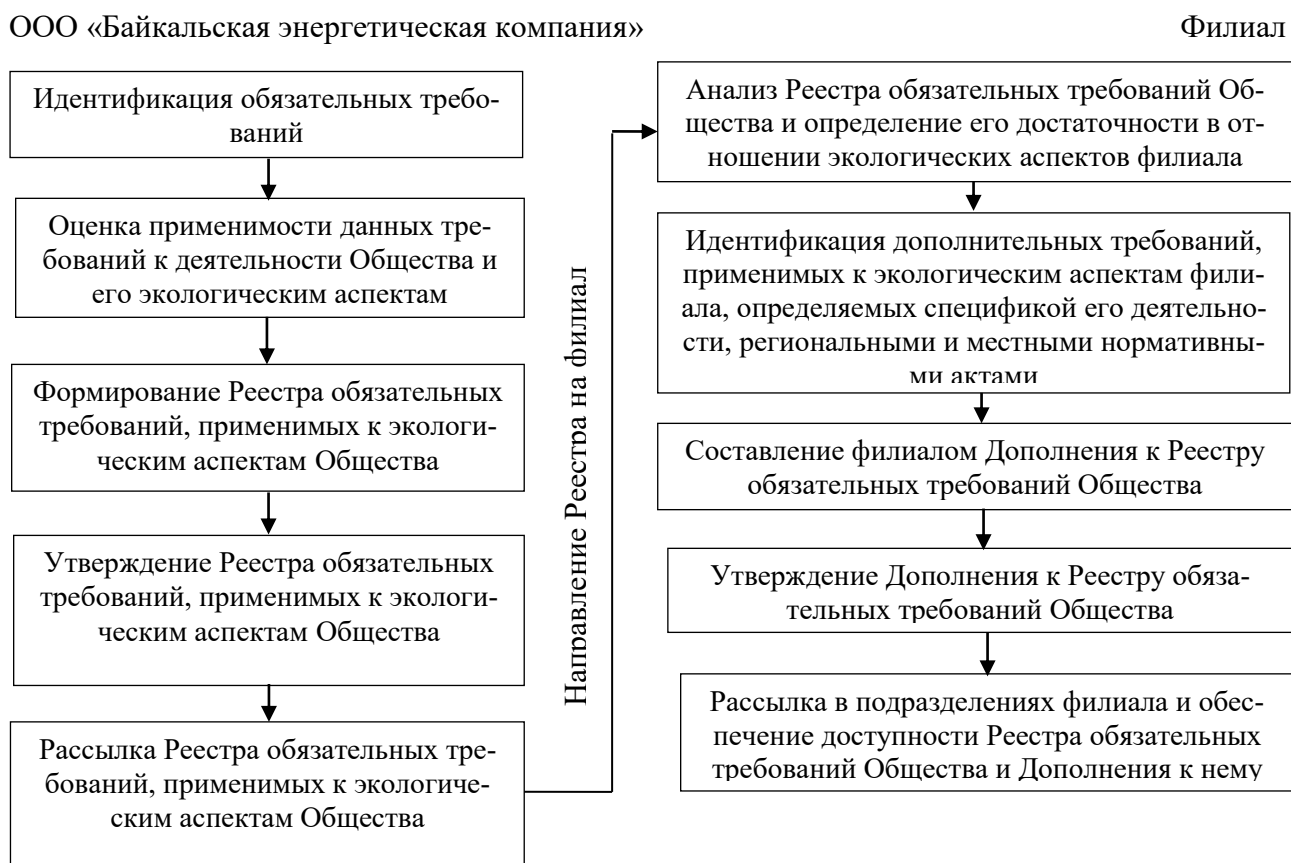 ООО «Байкальская энергетическая компания»
Филиал
Идентификация обязательных требо-
ваний
Оценка применимости данных тре-
бований к деятельности Общества и
его экологическим аспектам
Формирование Реестра обязательных
требований, применимых к экологи-
ческим аспектам Общества
Утверждение Реестра обязательных
требований, применимых к экологи-
ческим аспектам Общества
Рассылка Реестра обязательных тре-
бований, применимых к экологиче-
ским аспектам Общества
Направление Реестра на филиал
Анализ Реестра обязательных требований Об-
щества и определение его достаточности в от-
ношении экологических аспектов филиала
Идентификация дополнительных требований,
применимых к экологическим аспектам фили-
ала, определяемых спецификой его деятельно-
сти, региональными и местными нормативны-
ми актами
Составление филиалом Дополнения к Реестру
обязательных требований Общества
Утверждение Дополнения к Реестру обяза-
тельных требований Общества
Рассылка в подразделениях филиала и обес-
печение доступности Реестра обязательных
требований Общества и Дополнения к нему